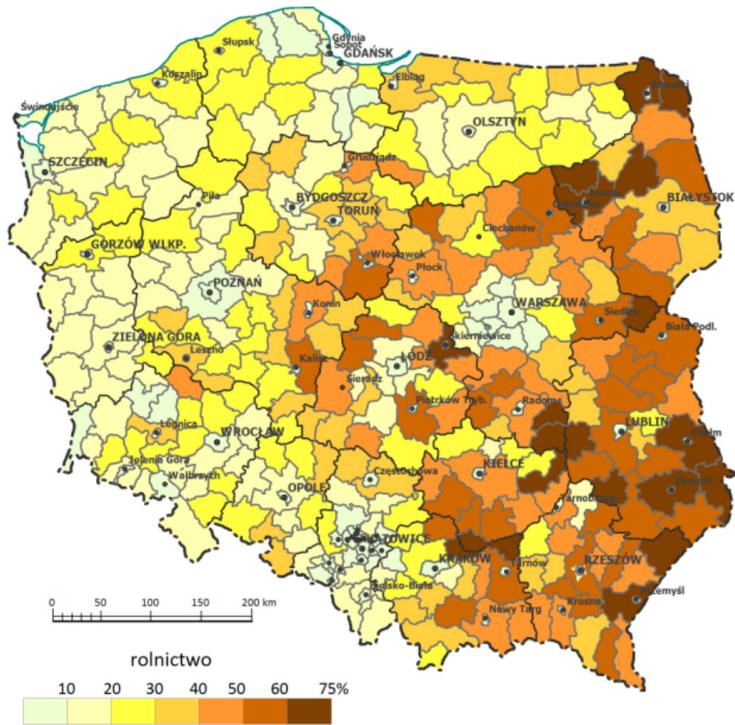 Gdynia
Słupsk
Sopot
GDAŃSK
Koszalin
Elbląg
Świnoujście
OLSZTYN
SZCZECIN
Grudziądz
Piła
BYDGOSZCZ
BIAŁYSTOK
TORUŃ
Ciechanów
GORZÓW WLKP.
Włocławek
Płock
POZNAŃ
WARSZAWA
Konin
Siedlce
Biała Podl.
ZIELONA GÓRA
Skierniewice
Leszno
ŁÓDŹ
Kalisz
Sieradz
Piotrków Tryb.
Radom
Legnica
LUBLIN
WROCŁAW
Jelenia Góra
Wałbrzych
Częstochowa
KIELCE
OPOLE
Tarnobrzeg
KATOWICE
KRAKÓW
Tarnów
RZESZÓW
Bielsko-Biała
Nowy Targ
Krosno
0 50 100 150 200 km
rolnictwo
10 20 30 40 50 60 75%